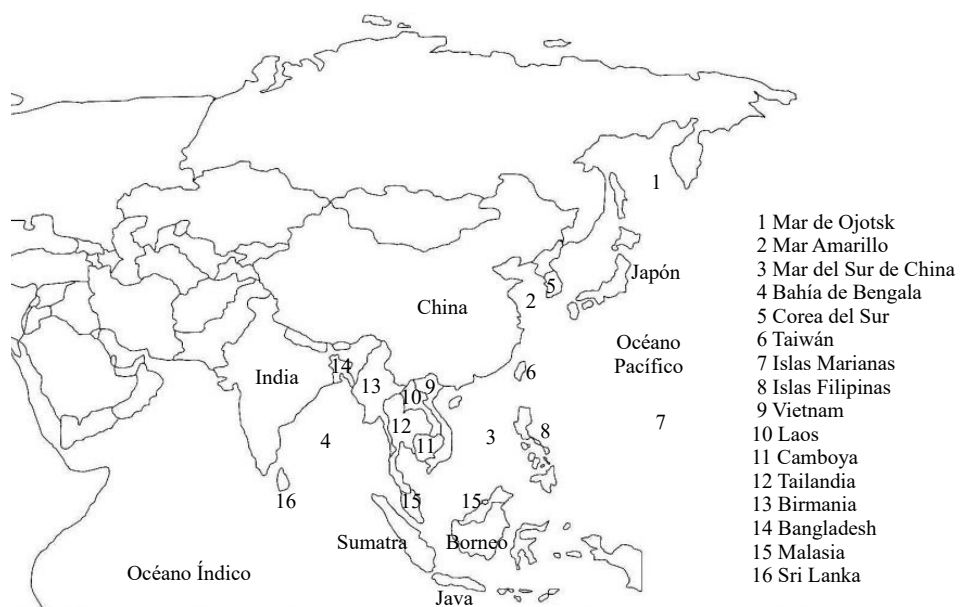 1
1 Mar de Ojotsk
2 Mar Amarillo
3 Mar del Sur de China
4 Bahía de Bengala
5 Corea del Sur
6 Taiwán
7 Islas Marianas
8 Islas Filipinas
9 Vietnam
10 Laos
11 Camboya
12 Tailandia
13 Birmania
14 Bangladesh
15 Malasia
16 Sri Lanka
Japón
5
2
China
Océano
Pacífico
India
14
13
9
10
6
12
11
4
3
8
7
16
15
15
Sumatra
Borneo
Océano Índico
Java